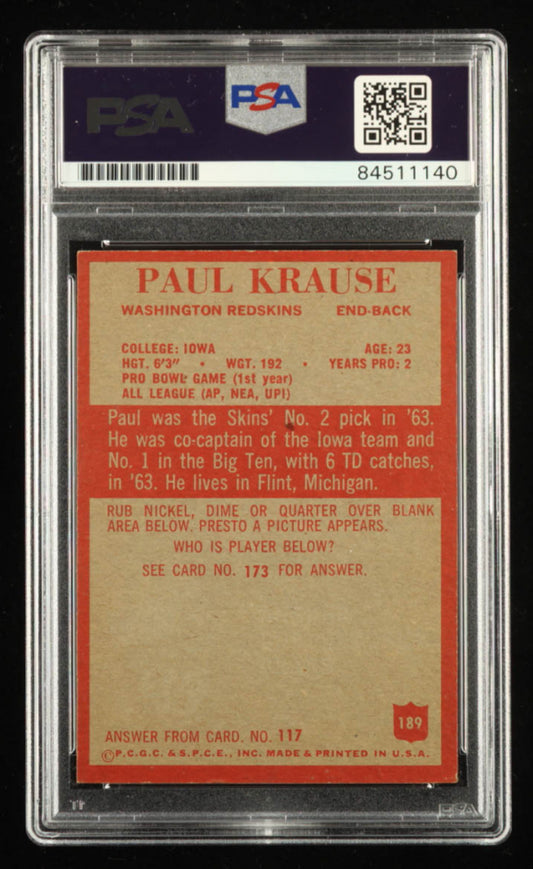 PSA
PSA
84511140
PAUL KRAUSE
WASHINGTON REDSKINS END-BACK
COLLEGE: IOWA AGE: 23
HGT. 6'3" • WGT. 192 • YEARS PRO: 2
PRO BOWL GAME (1st year)
ALL LEAGUE (AP, NEA, UPI)
Paul was the Skins' No. 2 pick in '63.
He was co-captain of the Iowa team and
No. 1 in the Big Ten, with 6 TD catches,
in '63. He lives in Flint, Michigan.
RUB NICKEL, DIME OR QUARTER OVER BLANK
AREA BELOW. PRESTO A PICTURE APPEARS.
WHO IS PLAYER BELOW?
SEE CARD NO. 173 FOR ANSWER.
189
ANSWER FROM CARD. NO. 117
©P.C.G.C. & S.P.C.E., INC. MADE & PRINTED IN U.S.A.
PSA